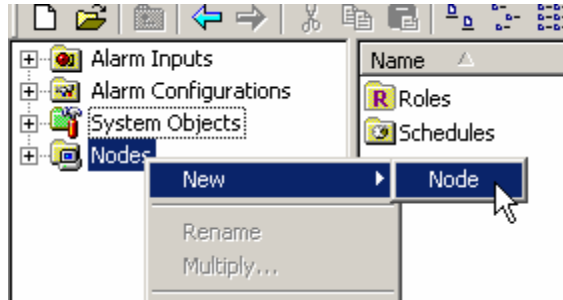 Alarm Inputs
Alarm Configurations
System Objects
Nodes
Name
R Roles
Schedules
New
Node
Rename
Multiply...